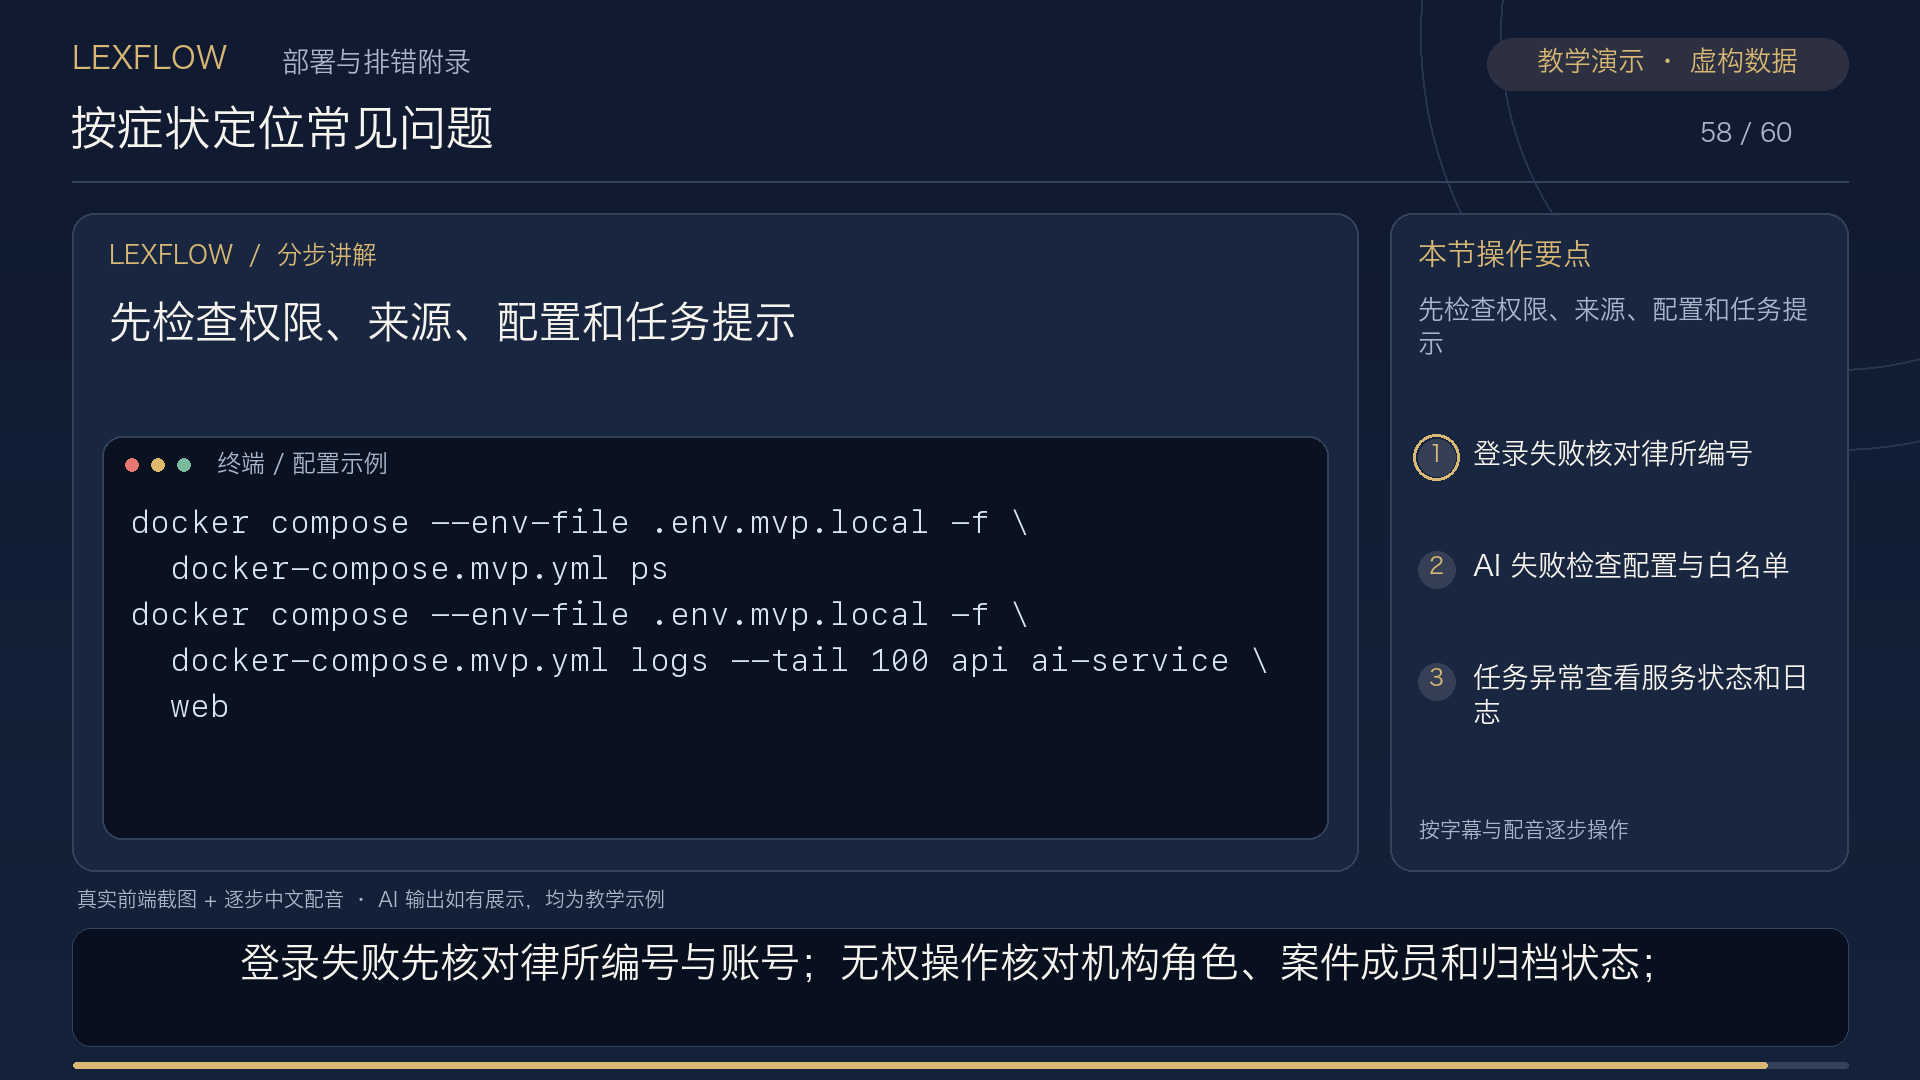 LEXFLOW 部署与排错附录
教学演示 · 虚构数据
按症状定位常见问题
58 / 60
LEXFLOW / 分步讲解
先检查权限、来源、配置和任务提示
终端 / 配置示例
docker compose --env-file .env.mvp.local -f \
  docker-compose.mvp.yml ps
docker compose --env-file .env.mvp.local -f \
  docker-compose.mvp.yml logs --tail 100 api ai-service \
  web
本节操作要点
先检查权限、来源、配置和任务提
示
1 登录失败核对律所编号
2 AI 失败检查配置与白名单
3 任务异常查看服务状态和日
志
按字幕与配音逐步操作
真实前端截图 + 逐步中文配音 · AI 输出如有展示，均为教学示例
登录失败先核对律所编号与账号；无权操作核对机构角色、案件成员和归档状态；